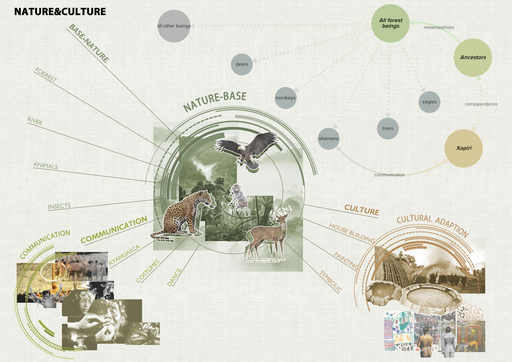 NATURE&CULTURE
BASE-NATURE
FOEREST
RIVER
ANIMALS
INSECTS
all other beings
All forest
beings
metamorphosis
Ancestors
deers
monkeys
eagles
correspondence
shamans
trees
Xapiri
communication
NATURE-BASE
COMMUNICATION
COMMUNICATION
AYAHUASCA
COSTUMES
DANCE
CULTURE
HOUSE BUILDING
PAINTING
SYMBOLIC
CULTURAL ADAPTION